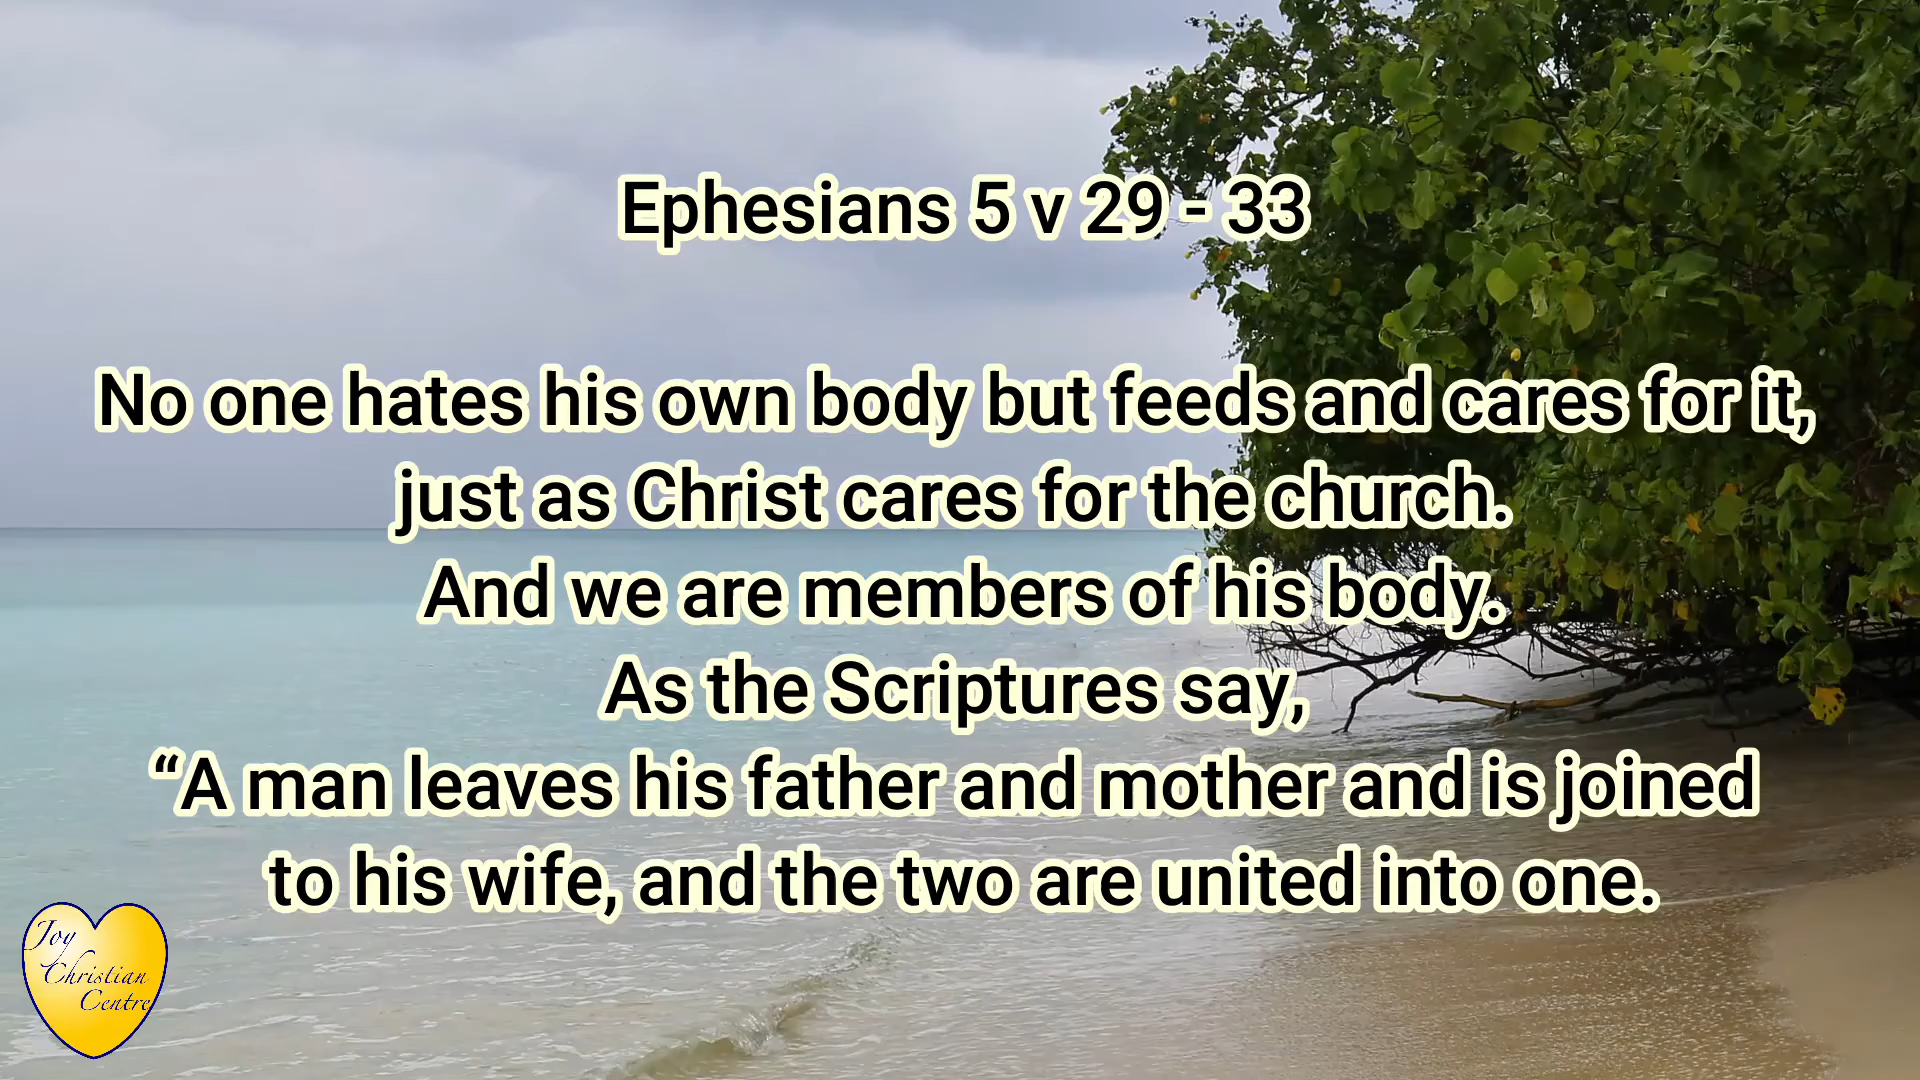 Ephesians 5 v 29 - 33
No one hates his own body but feeds and cares for it,
just as Christ cares for the church.
And we are members of his body.
As the Scriptures say,
“A man leaves his father and mother and is joined
to his wife, and the two are united into one.
Joy
Christian
Centre